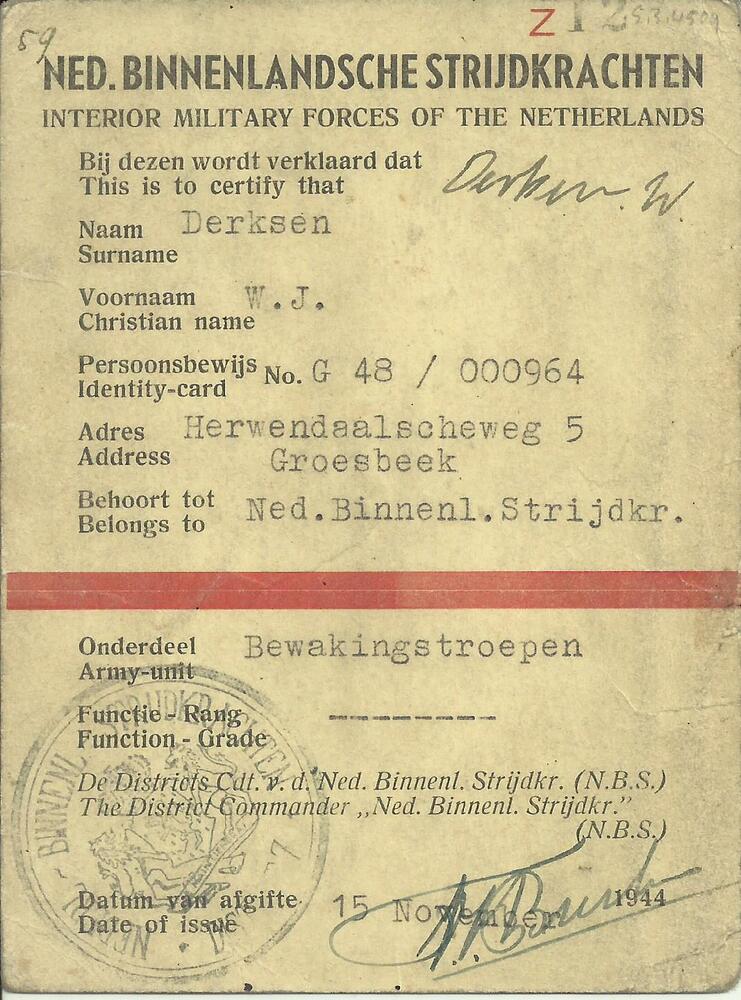 59
Z
NED. BINNENLANDSCHE STRIJDKRACHTEN
INTERIOR MILITARY FORCES OF THE NETHERLANDS
Bij dezen wordt verklaard dat
This is to certify that
Derksen. W.
Naam Derksen
Surname
Voornaam W.J.
Christian name
Persoonsbewijs No. G 48 / 000964
Identity-card
Adres Herwendaalscheweg 5
Address Groesbeek
Behoort tot Ned.Binnenl.Strijdkr.
Belongs to
Onderdeel Bewakingstroepen
Army-unit
Functie - Rang --------
Function - Grade
De Districts Cdt. v. d. Ned. Binnenl. Strijdkr. (N.B.S.)
The District Commander „Ned. Binnenl. Strijdkr."
(N.B.S.)
Datum van afgifte 15 November 1944
Date of issue
BINNENL. STRIJDKRACHTEN